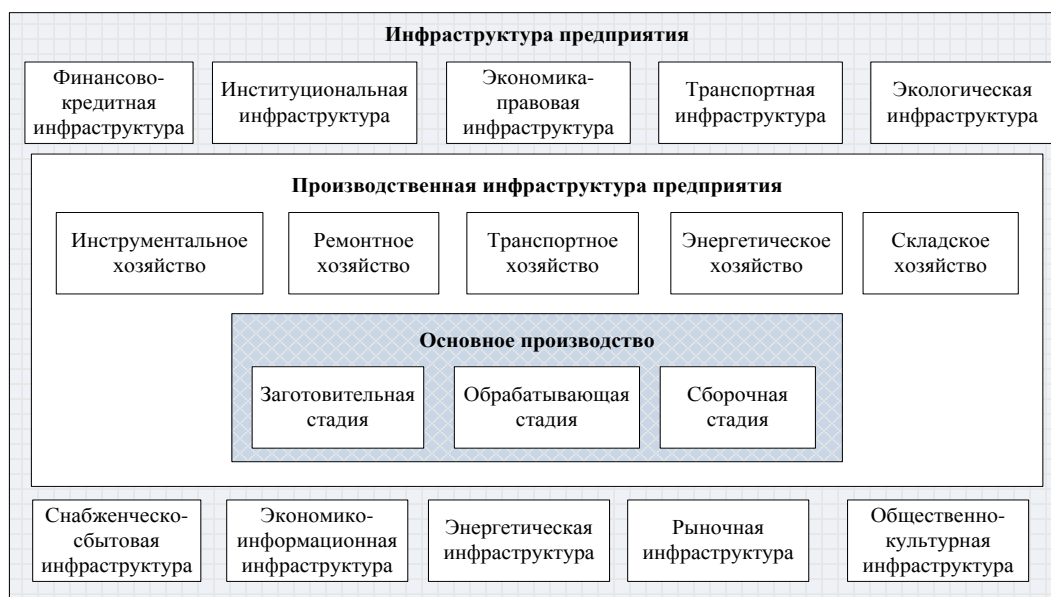 Инфраструктура предприятия
Финансово-
кредитная
инфраструктура
Институциональная
инфраструктура
Экономика-
правовая
инфраструктура
Транспортная
инфраструктура
Экологическая
инфраструктура
Производственная инфраструктура предприятия
Инструментальное
хозяйство
Ремонтное
хозяйство
Транспортное
хозяйство
Энергетическое
хозяйство
Складское
хозяйство
Основное производство
Заготовительная
стадия
Обрабатывающая
стадия
Сборочная
стадия
Снабженческо-
сбытовая
инфраструктура
Экономико-
информационная
инфраструктура
Энергетическая
инфраструктура
Рыночная
инфраструктура
Общественно-
культурная
инфраструктура